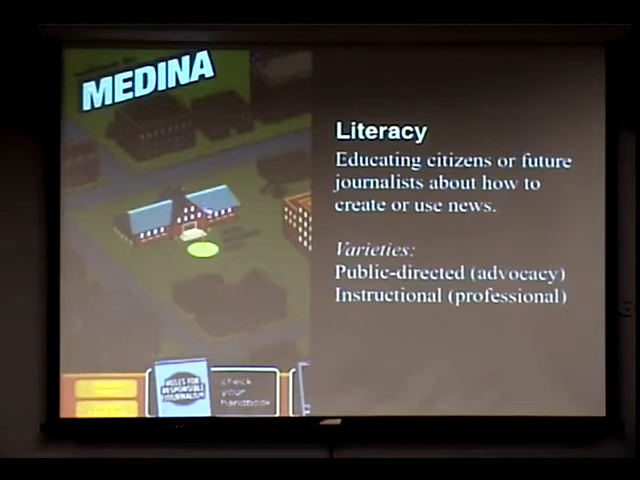 MEDINA
Literacy
Educating citizens or future
journalists about how to
create or use news.
Varieties:
Public-directed (advocacy)
Instructional (professional)
RULES FOR
RESPONSIBLE
JOURNALISM
check
your
handbook